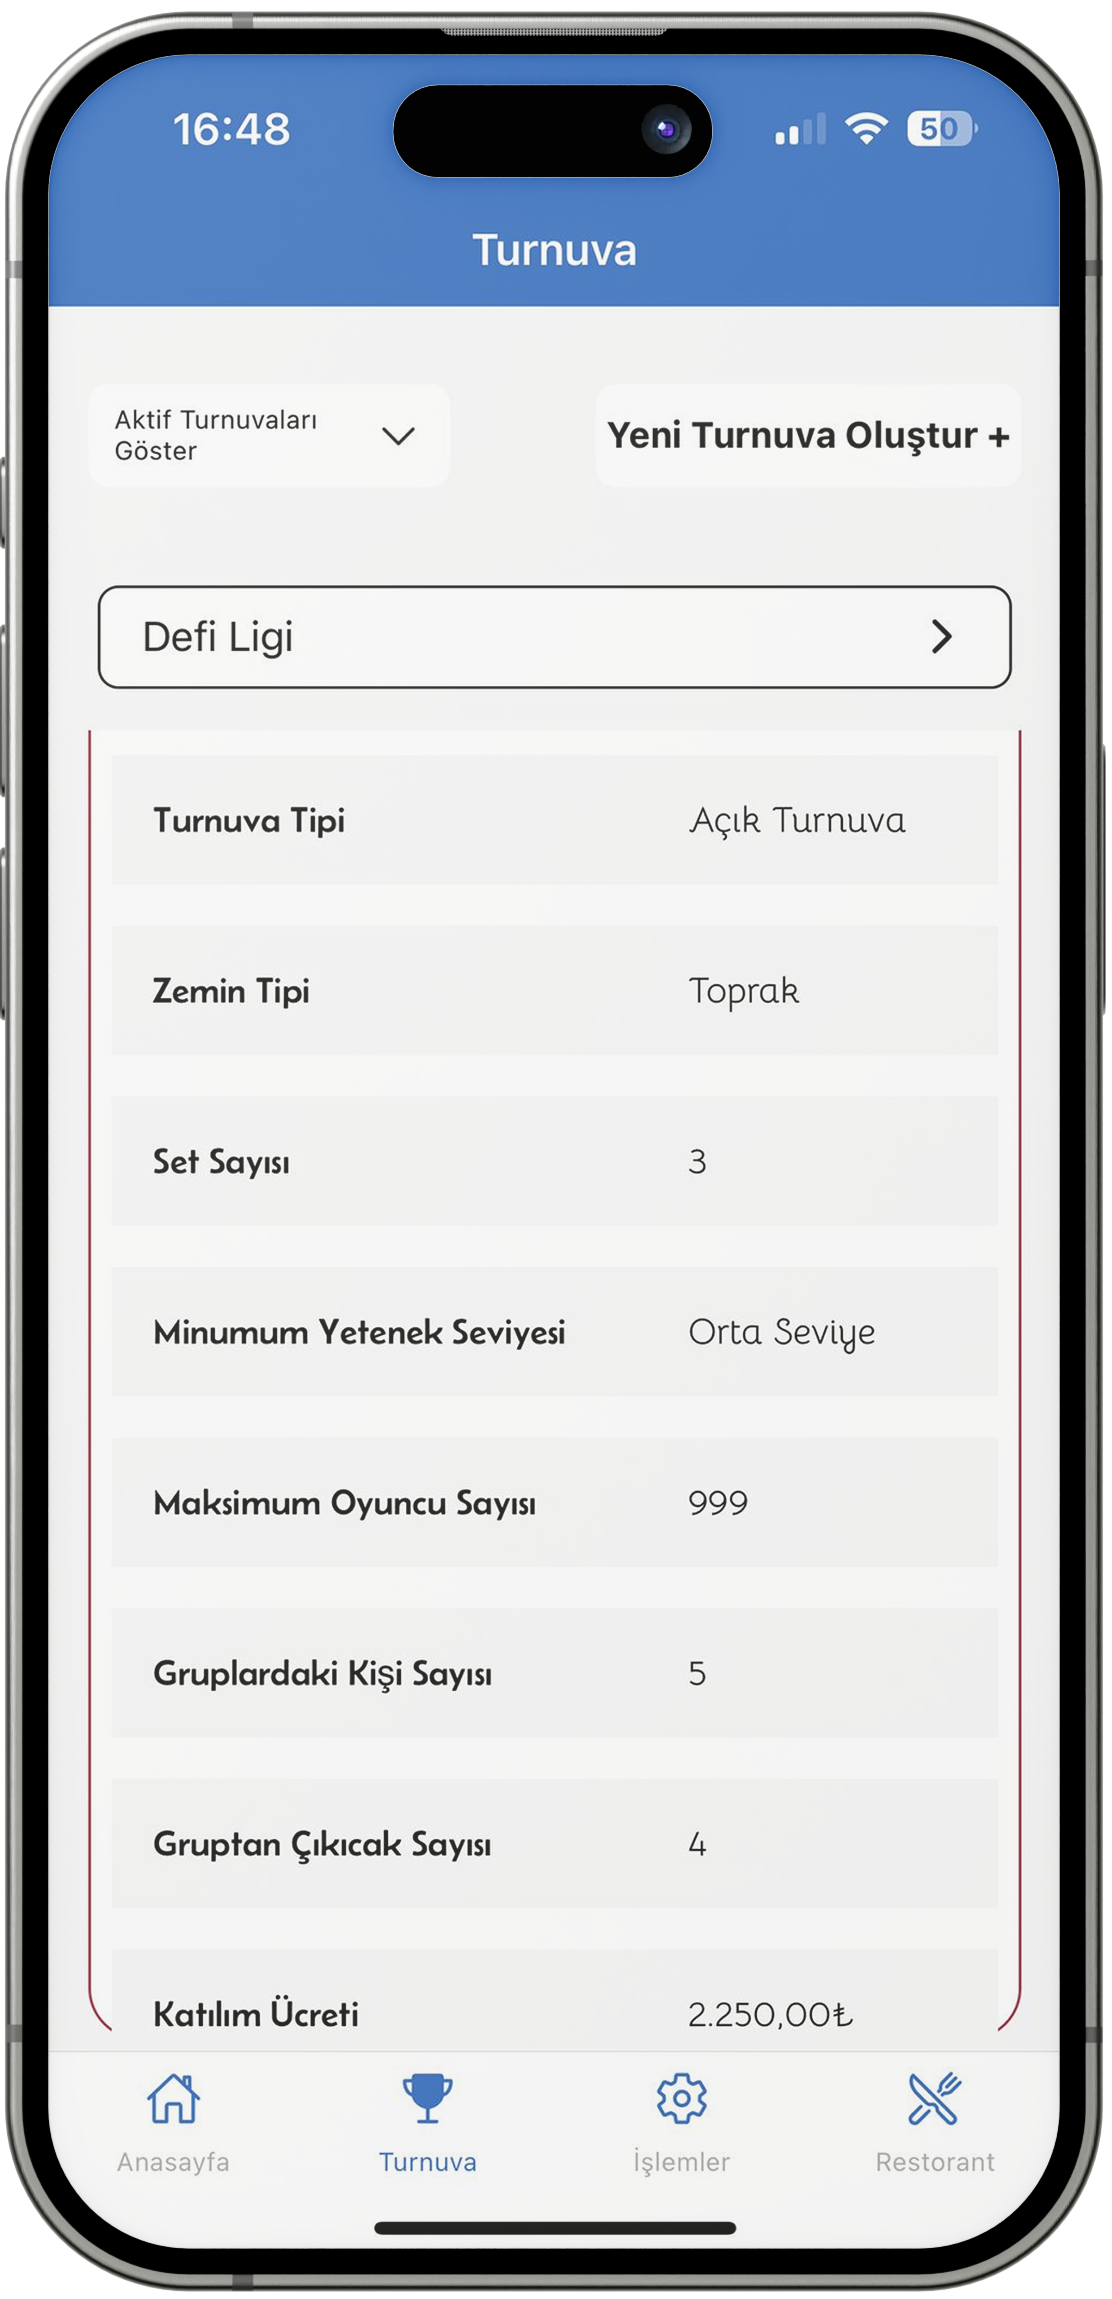 16:48
50
Turnuva
Aktif Turnuvaları
Göster
Yeni Turnuva Oluştur +
Defi Ligi
Turnuva Tipi Açık Turnuva
Zemin Tipi Toprak
Set Sayısı 3
Minumum Yetenek Seviyesi Orta Seviye
Maksimum Oyuncu Sayısı 999
Gruplardaki Kişi Sayısı 5
Gruptan Çıkıcak Sayısı 4
Katılım Ücreti 2.250,00₺
Anasayfa Turnuva İşlemler Restorant